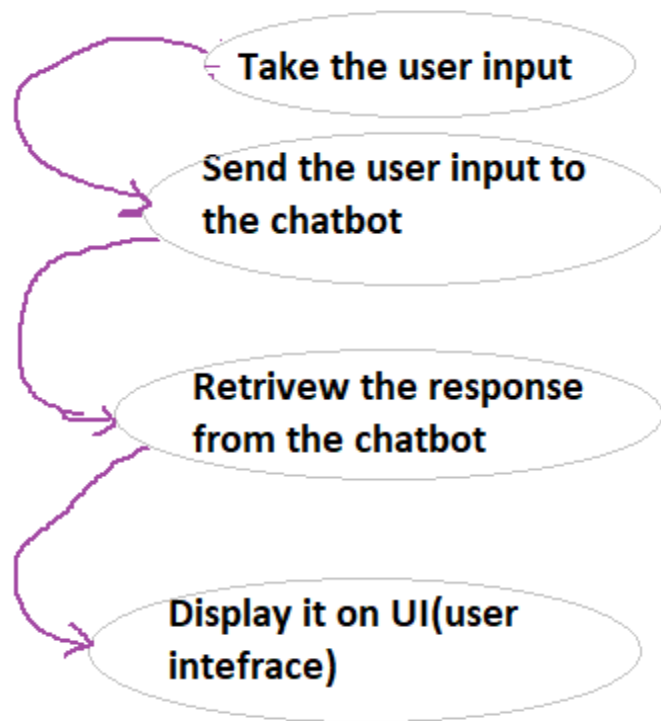 Take the user input
Send the user input to
the chatbot
Retrivew the response
from the chatbot
Display it on UI(user
intefrace)